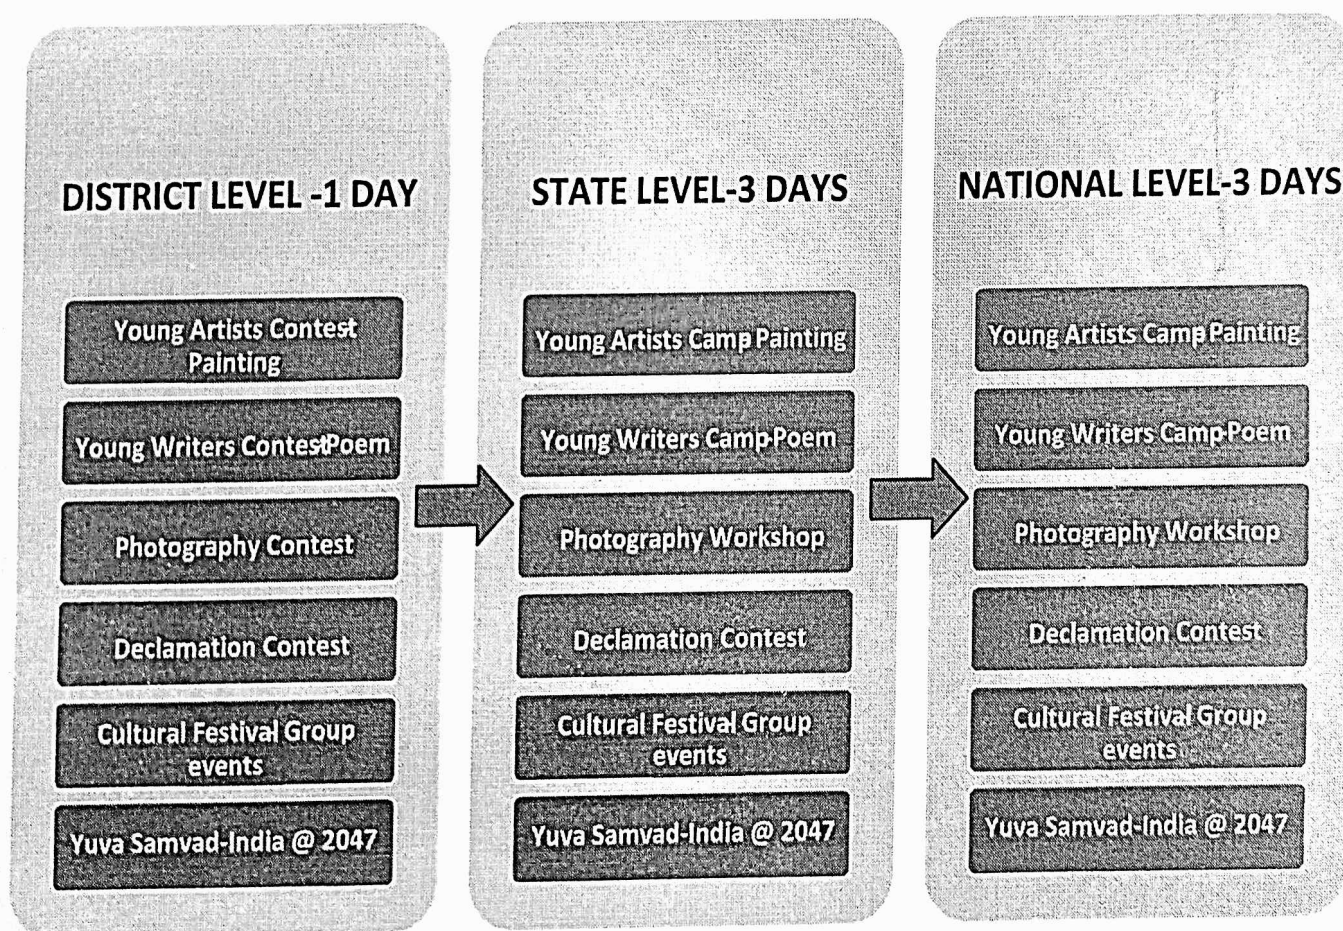 DISTRICT LEVEL -1 DAY
Young Artists Contest
Painting
Young Writers ContestPoem
Photography Contest
Declamation Contest
Cultural Festival Group
events
Yuva Samvad-India @ 2047
STATE LEVEL-3 DAYS
Young Artists Camp Painting
Young Writers Camp-Poem
Photography Workshop
Declamation Contest
Cultural Festival Group
events
Yuva Samvad-India @ 2047
NATIONAL LEVEL-3 DAYS
Young Artists Camp Painting
Young Writers Camp-Poem
Photography Workshop
Declamation Contest
Cultural Festival Group
events
Yuva Samvad-India @ 2047